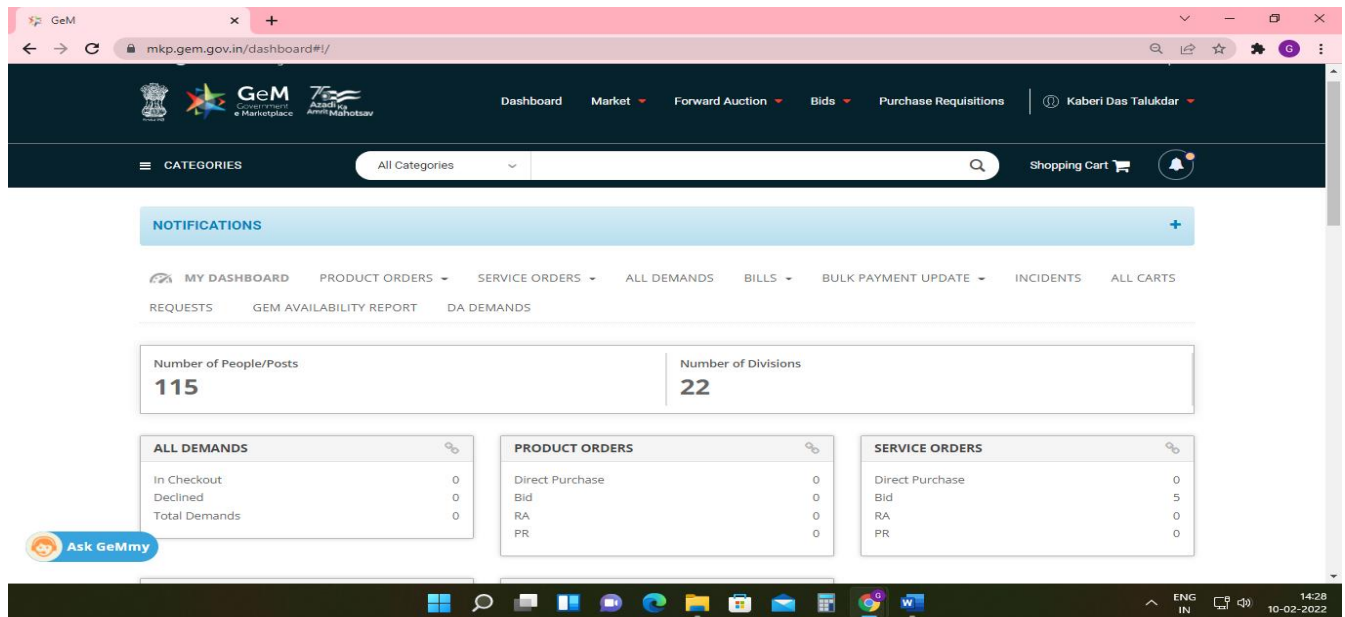 GeM
mkp.gem.gov.in/dashboard#!/
G
GeM
Government
e Marketplace
Azadi Ka
Amrit Mahotsav
Dashboard Market Forward Auction Bids Purchase Requisitions Kaberi Das Talukdar
CATEGORIES All Categories Shopping Cart
NOTIFICATIONS +
MY DASHBOARD PRODUCT ORDERS SERVICE ORDERS ALL DEMANDS BILLS BULK PAYMENT UPDATE INCIDENTS ALL CARTS
REQUESTS GEM AVAILABILITY REPORT DA DEMANDS
Number of People/Posts Number of Divisions
115 22
ALL DEMANDS PRODUCT ORDERS SERVICE ORDERS
In Checkout 0 Direct Purchase 0 Direct Purchase 0
Declined 0 Bid 0 Bid 5
Total Demands 0 RA 0 RA 0
PR 0 PR 0
Ask GeMmy
ENG 14:28
IN 10-02-2022